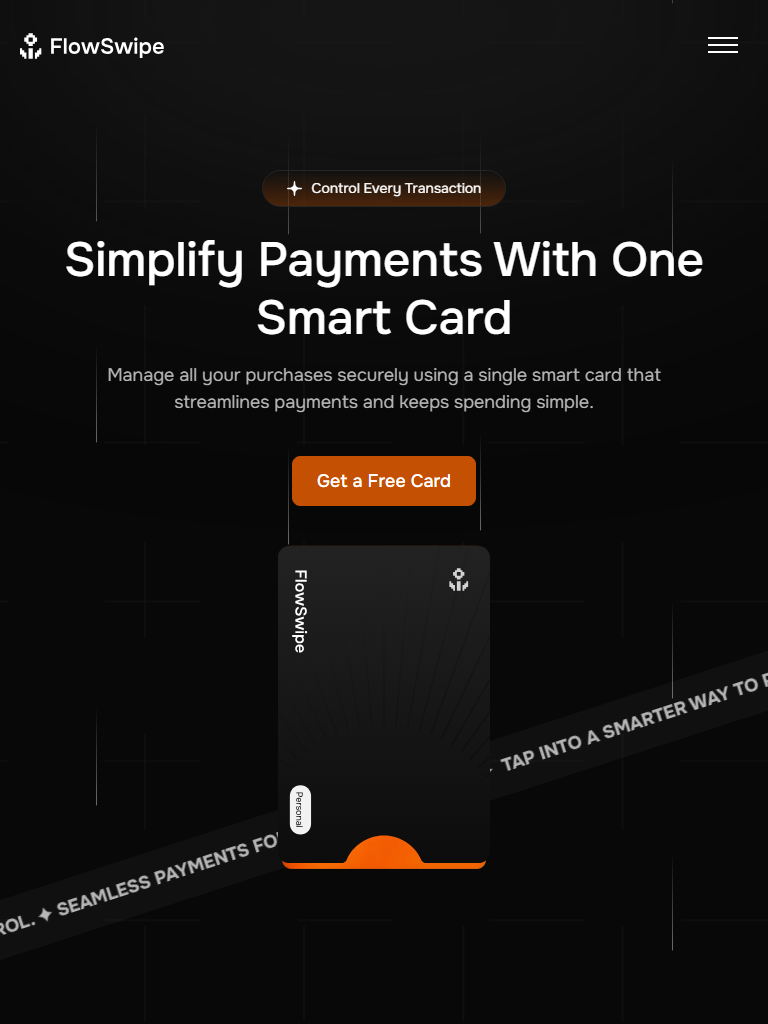 FlowSwipe
Control Every Transaction
Simplify Payments With One
Smart Card
Manage all your purchases securely using a single smart card that
streamlines payments and keeps spending simple.
Get a Free Card
FlowSwipe
Personal
TAP INTO A SMARTER WAY TO
SEAMLESS PAYMENTS